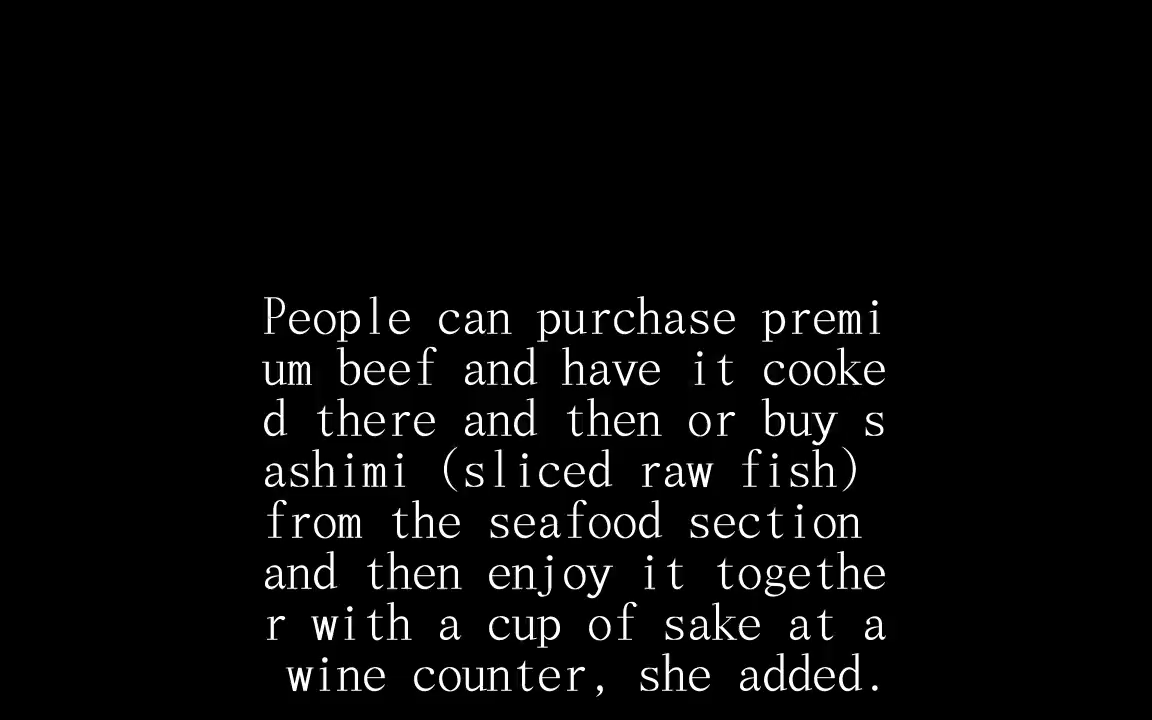 People can purchase premi
um beef and have it cooke
d there and then or buy s
ashimi (sliced raw fish)
from the seafood section
and then enjoy it togethe
r with a cup of sake at a
wine counter, she added.